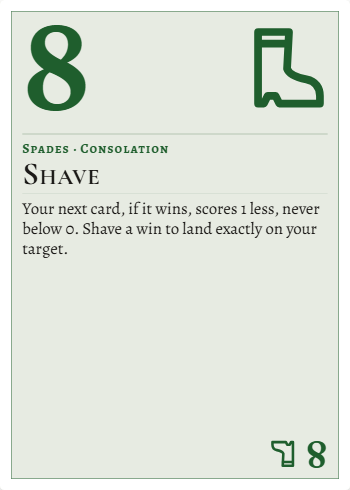 8
Spades · Consolation
Shave
Your next card, if it wins, scores 1 less, never
below 0. Shave a win to land exactly on your
target.
8